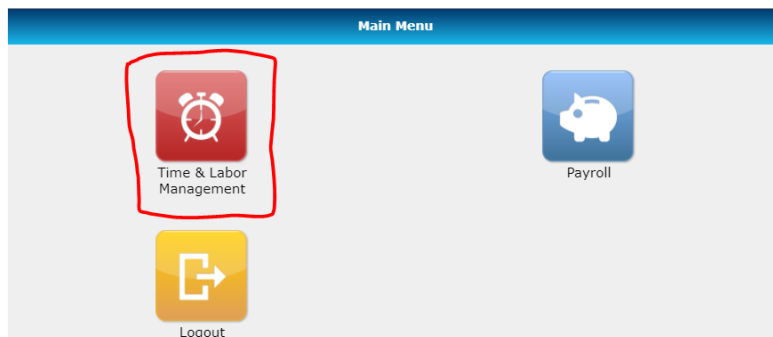 Main Menu
Time & Labor
Management
Payroll
Logout